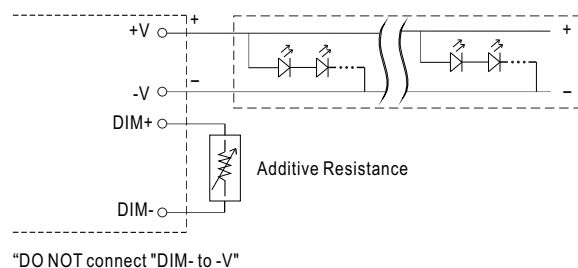 +V
+
+
-V
−
−
DIM+
Additive Resistance
DIM-
“DO NOT connect "DIM- to -V"